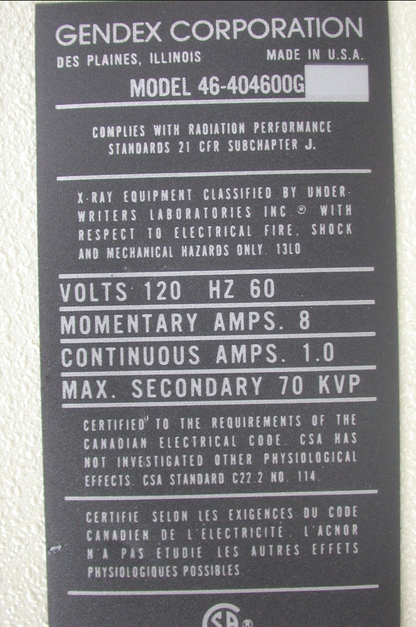 GENDEX CORPORATION
DES PLAINES, ILLINOIS MADE IN U.S.A.
MODEL 46-404600G
COMPLIES WITH RADIATION PERFORMANCE
STANDARDS 21 CFR SUBCHAPTER J.
X-RAY EQUIPMENT CLASSIFIED BY UNDER-
WRITERS LABORATORIES INC.® WITH
RESPECT TO ELECTRICAL FIRE, SHOCK
AND MECHANICAL HAZARDS ONLY. 13L0
VOLTS 120 HZ 60
MOMENTARY AMPS. 8
CONTINUOUS AMPS. 1.0
MAX. SECONDARY 70 KVP
CERTIFIED TO THE REQUIREMENTS OF THE
CANADIAN ELECTRICAL CODE. CSA HAS
NOT INVESTIGATED OTHER PHYSIOLOGICAL
EFFECTS. CSA STANDARD C22.2 NO. 114.
CERTIFIE SELON LES EXIGENCES DU CODE
CANADIEN DE L'ELECTRICITE. L'ACNOR
N'A PAS ETUDIE LES AUTRES EFFETS
PHYSIOLOGIQUES POSSIBLES.
SA®